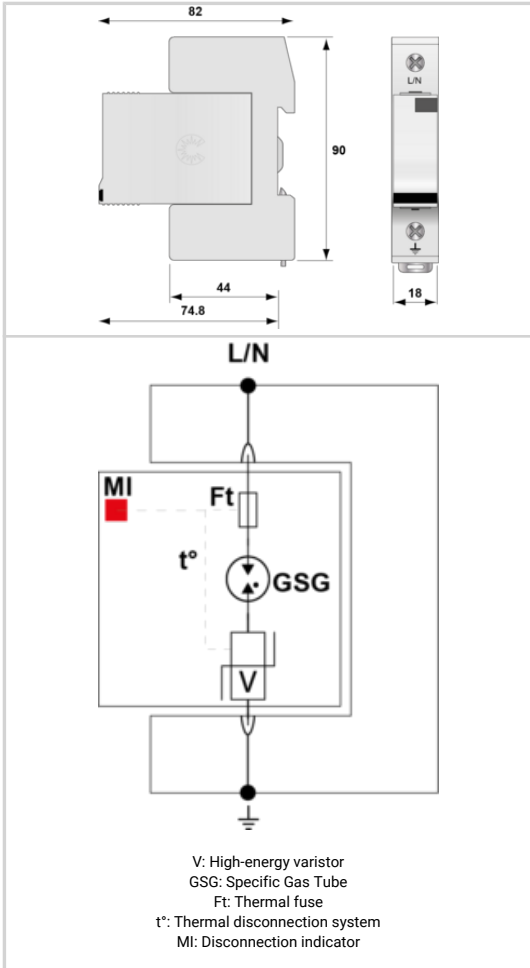 82
L/N
90
44
18
74.8
L/N
MI
Ft
t°
GSG
V
V: High-energy varistor
GSG: Specific Gas Tube
Ft: Thermal fuse
t°: Thermal disconnection system
MI: Disconnection indicator